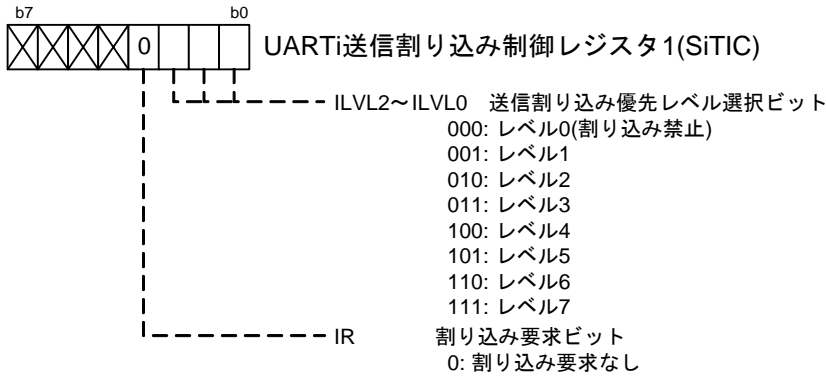 b7 b0
0 UARTi送信割り込み制御レジスタ1(SiTIC)
ILVL2～ILVL0 送信割り込み優先レベル選択ビット
000: レベル0(割り込み禁止)
001: レベル1
010: レベル2
011: レベル3
100: レベル4
101: レベル5
110: レベル6
111: レベル7
IR 割り込み要求ビット
0: 割り込み要求なし